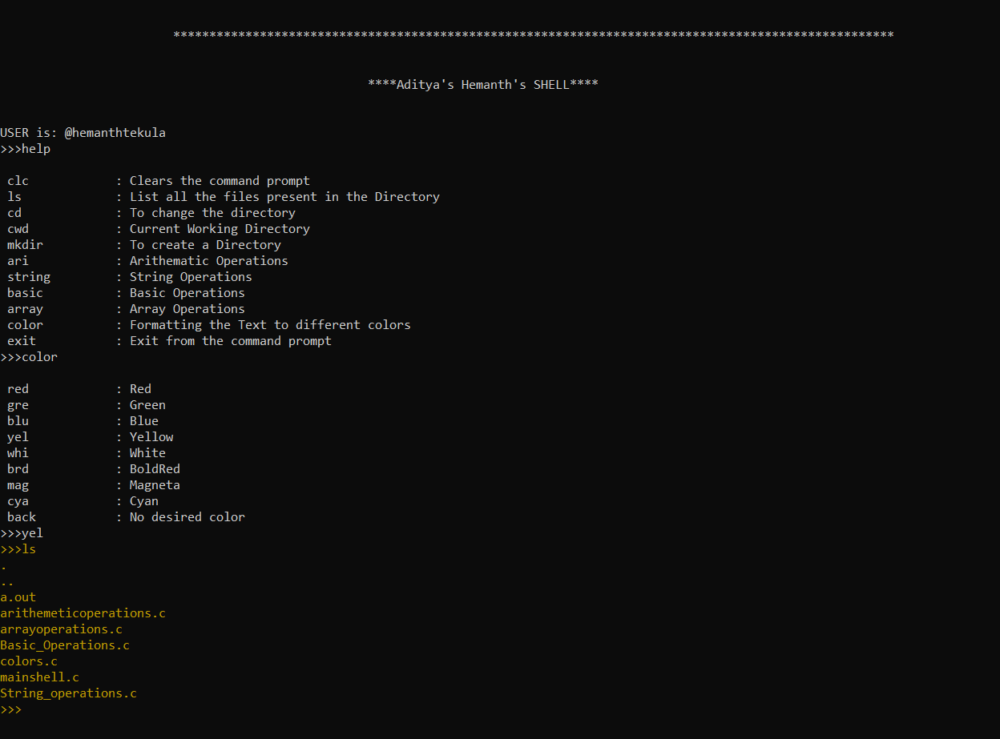 ****************************************************************************************************
****Aditya's Hemanth's SHELL****
USER is: @hemanthtekula
>>>help
clc : Clears the command prompt
ls : List all the files present in the Directory
cd : To change the directory
cwd : Current Working Directory
mkdir : To create a Directory
ari : Arithematic Operations
string : String Operations
basic : Basic Operations
array : Array Operations
color : Formatting the Text to different colors
exit : Exit from the command prompt
>>>color
red : Red
gre : Green
blu : Blue
yel : Yellow
whi : White
brd : BoldRed
mag : Magneta
cya : Cyan
back : No desired color
>>>yel
>>>ls
.
..
a.out
arithemeticoperations.c
arrayoperations.c
Basic_Operations.c
colors.c
mainshell.c
String_operations.c
>>>